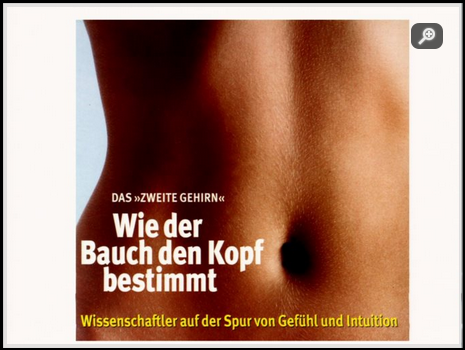 DAS »ZWEITE GEHIRN«
Wie der
Bauch den Kopf
bestimmt
Wissenschaftler auf der Spur von Gefühl und Intuition